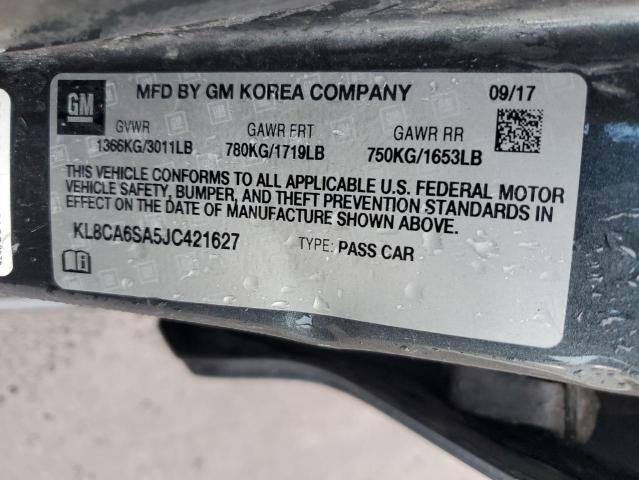 GM
MFD BY GM KOREA COMPANY 09/17
GVWR GAWR FRT GAWR RR
1366KG/3011LB 780KG/1719LB 750KG/1653LB
THIS VEHICLE CONFORMS TO ALL APPLICABLE U.S. FEDERAL MOTOR
VEHICLE SAFETY, BUMPER, AND THEFT PREVENTION STANDARDS IN
EFFECT ON THE DATE OF MANUFACTURE SHOWN ABOVE.
KL8CA6SA5JC421627 TYPE: PASS CAR